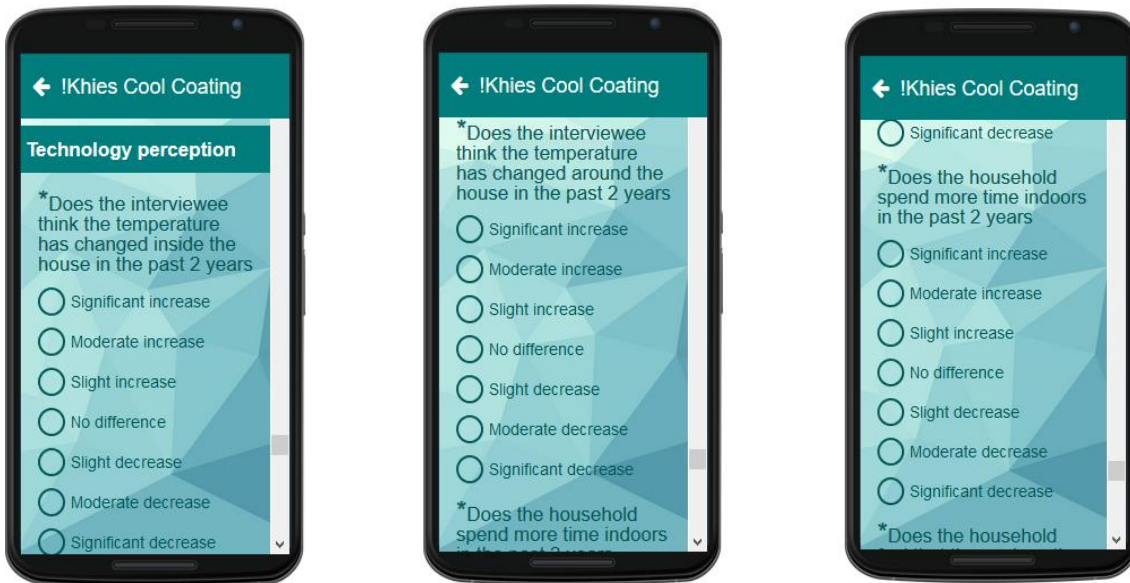 !Khies Cool Coating
Technology perception
*Does the interviewee
think the temperature
has changed inside the
house in the past 2 years
Significant increase
Moderate increase
Slight increase
No difference
Slight decrease
Moderate decrease
Significant decrease
!Khies Cool Coating
*Does the interviewee
think the temperature
has changed around the
house in the past 2 years
Significant increase
Moderate increase
Slight increase
No difference
Slight decrease
Moderate decrease
Significant decrease
*Does the household
spend more time indoors
in the past 2 years
!Khies Cool Coating
Significant decrease
*Does the household
spend more time indoors
in the past 2 years
Significant increase
Moderate increase
Slight increase
No difference
Slight decrease
Moderate decrease
Significant decrease
*Does the household